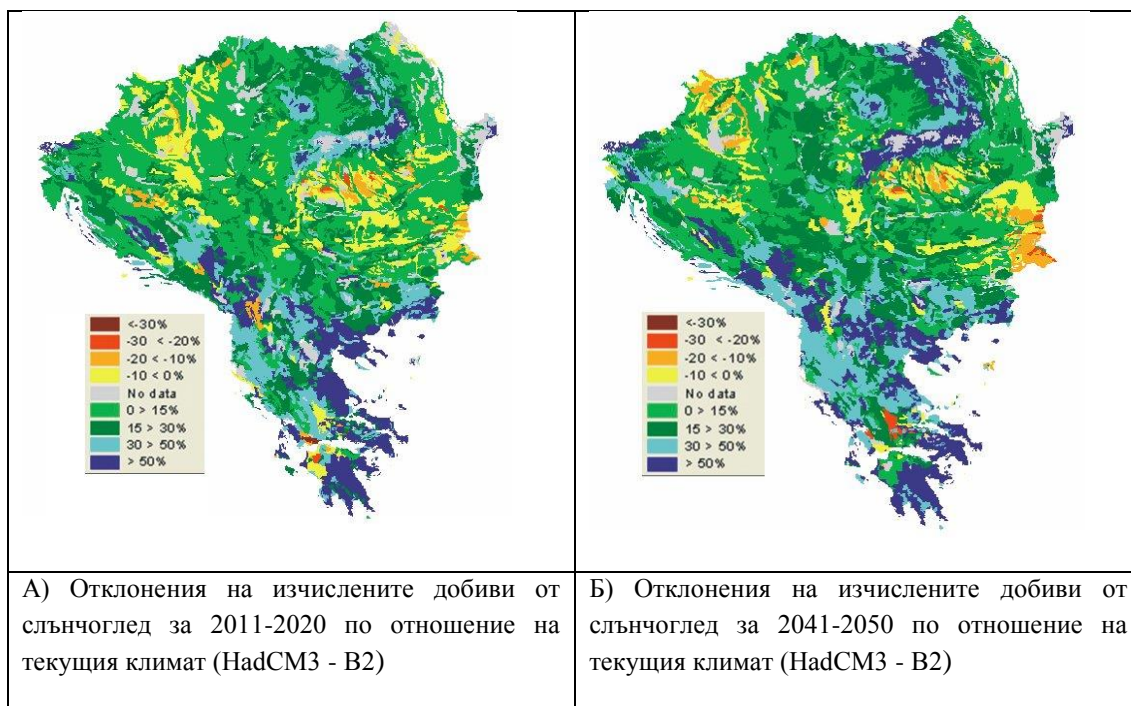 <-30%
-30 < -20%
-20 < -10%
-10 < 0%
No data
0 > 15%
15 > 30%
30 > 50%
> 50%
<-30%
-30 < -20%
-20 < -10%
-10 < 0%
No data
0 > 15%
15 > 30%
30 > 50%
> 50%
А) Отклонения на изчислените добиви от
слънчоглед за 2011-2020 по отношение на
текущия климат (HadCM3 - B2)
Б) Отклонения на изчислените добиви от
слънчоглед за 2041-2050 по отношение на
текущия климат (HadCM3 - B2)